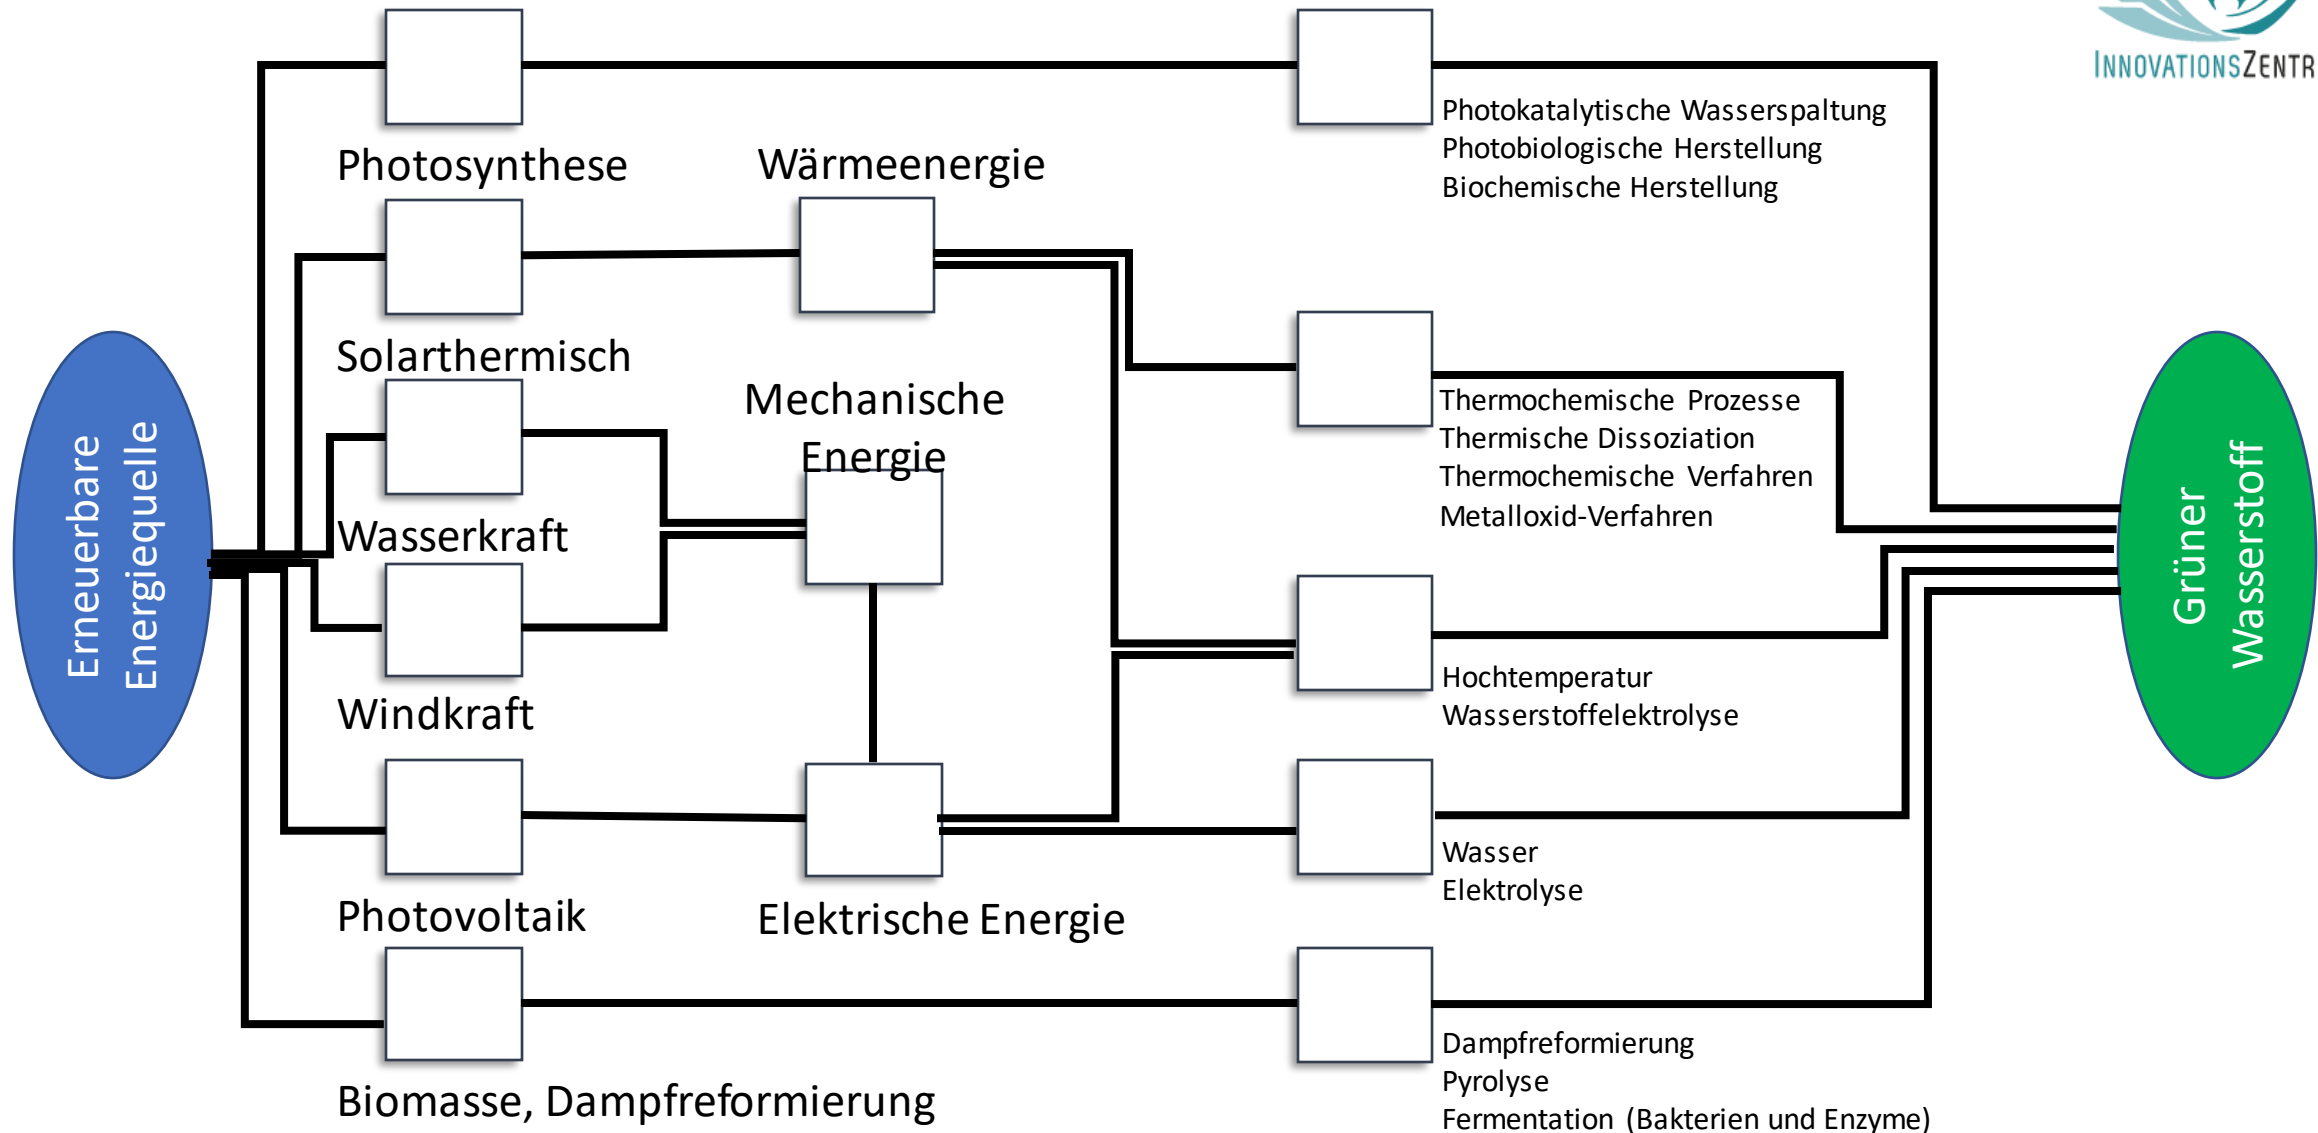 INNOVATIONSZENTR
Photokatalytische Wasserspaltung
Photobiologische Herstellung
Biochemische Herstellung
Photosynthese
Wärmeenergie
Solarthermisch
Mechanische
Energie
Thermochemische Prozesse
Thermische Dissoziation
Thermochemische Verfahren
Metalloxid-Verfahren
Erneuerbare
Energiequelle
Wasserkraft
Grüner
Wasserstoff
Windkraft
Hochtemperatur
Wasserstoffelektrolyse
Photovoltaik
Elektrische Energie
Wasser
Elektrolyse
Biomasse, Dampfreformierung
Dampfreformierung
Pyrolyse
Fermentation (Bakterien und Enzyme)